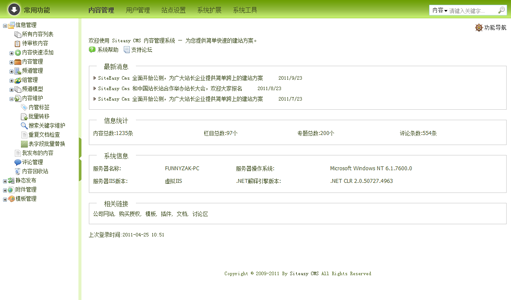 常用功能
内容管理 用户管理 站点设置 系统扩展 系统工具
内容 请输入关键字...
功能导航
信息管理
所有内容列表
待审核内容
内容快速添加
内容管理
频道管理
组管理
频道模型
内容维护
内管标签
批量转移
搜索关键字维护
重复文档检查
表字段批量替换
我发布的内容
评论管理
内容回收站
静态发布
附件管理
模板管理
欢迎使用 Siteasy CMS 内容管理系统 — 为您提供简单快速的建站方案。
系统帮助 支持论坛
最新消息
SiteEasy Cms 全面开始公测，为广大站长企业提供简单跨上的建站方案 2011/8/23
SiteEasy Cms 和中国站长站合作举办站长大会，欢迎大家报名 2011/8/23
SiteEasy Cms 全面开始公测，为广大站长企业提供简单跨上的建站方案 2011/7/23
信息统计
内容总数:1235条 栏目总数:97个 专题总数:200个 评论条数:554条
系统信息
服务器名称: FUNNYZAK-PC 服务器操作系统: Microsoft Windows NT 6.1.7600.0
服务器IIS版本: 虚拟IIS .NET解释引擎版本: .NET CLR 2.0.50727.4963
相关链接
公司网站、购买授权、模板、插件、文档、讨论区
上次登录时间:2011-04-25 10:51
Copyright © 2009-2011 By Siteasy CMS All Rights Reserved